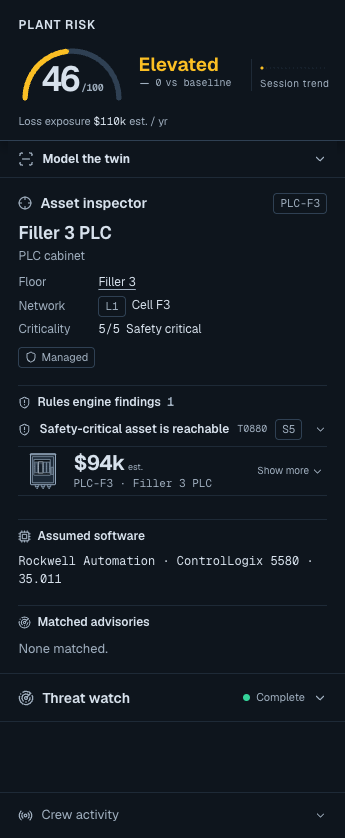 PLANT RISK
46 /100
Elevated
— 0 vs baseline
Session trend
Loss exposure $110k est. / yr
Model the twin
Asset inspector PLC-F3
Filler 3 PLC
PLC cabinet
Floor Filler 3
Network L1 Cell F3
Criticality 5/5 Safety critical
Managed
Rules engine findings 1
Safety-critical asset is reachable T0880 S5
$94k est.
PLC-F3 · Filler 3 PLC
Show more
Assumed software
Rockwell Automation · ControlLogix 5580 ·
35.011
Matched advisories
None matched.
Threat watch Complete
Crew activity